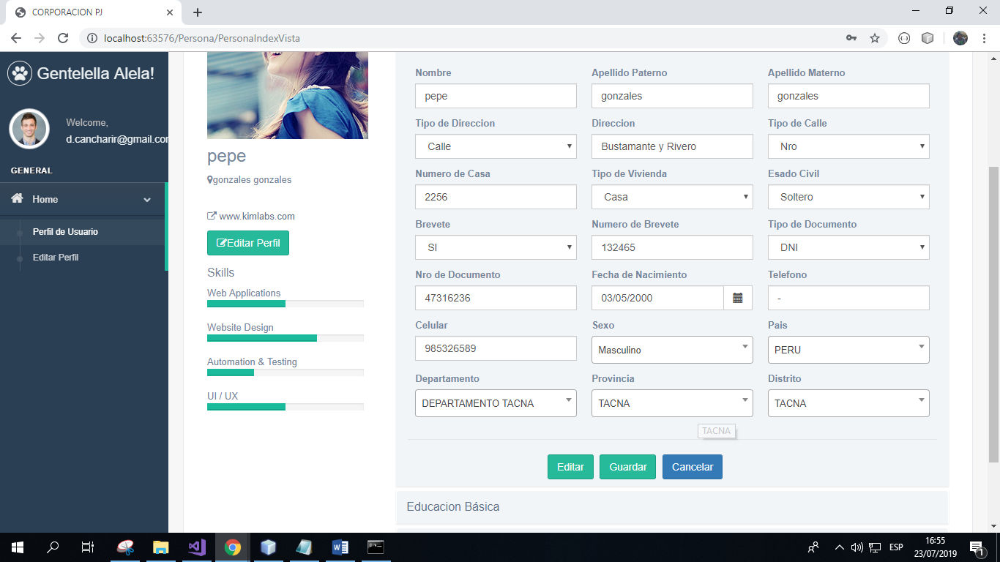 CORPORACION PJ
localhost:63576/Persona/PersonaIndexVista
Gentelella Alela!
Welcome,
d.cancharir@gmail.con
GENERAL
Home
Perfil de Usuario
Editar Perfil
pepe
gonzales gonzales
www.kimlabs.com
Editar Perfil
Skills
Web Applications
Website Design
Automation & Testing
UI / UX
Nombre Apellido Paterno Apellido Materno
pepe gonzales gonzales
Tipo de Direccion Direccion Tipo de Calle
Calle Bustamante y Rivero Nro
Numero de Casa Tipo de Vivienda Esado Civil
2256 Casa Soltero
Brevete Numero de Brevete Tipo de Documento
SI 132465 DNI
Nro de Documento Fecha de Nacimiento Telefono
47316236 03/05/2000 -
Celular Sexo Pais
985326589 Masculino PERU
Departamento Provincia Distrito
DEPARTAMENTO TACNA TACNA TACNA
TACNA
Editar Guardar Cancelar
Educacion Básica
ESP
16:55
23/07/2019
1